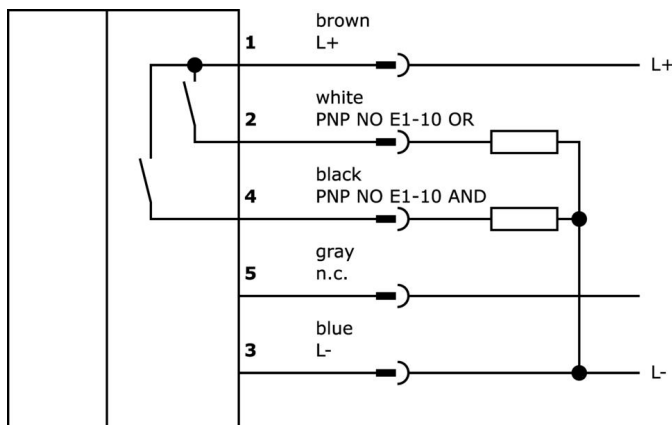 brown
1 L+
L+
white
2 PNP NO E1-10 OR
black
4 PNP NO E1-10 AND
gray
5 n.c.
blue
3 L-
L-